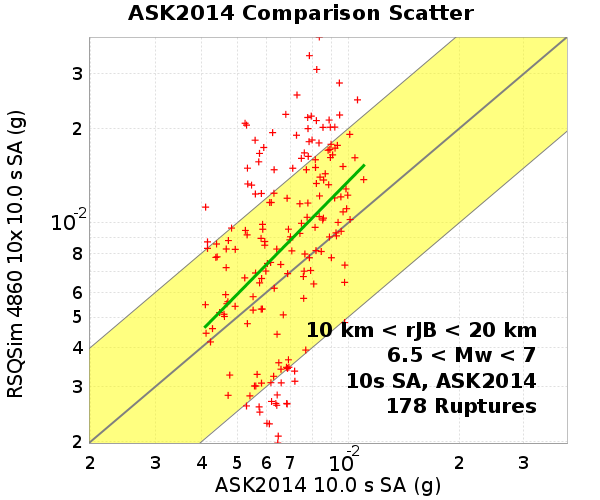 ASK2014 Comparison Scatter
RSQSim 4860 10x 10.0 s SA (g)
3
2
10-2
8
6
5
4
3
2
10 km < rJB < 20 km
6.5 < Mw < 7
10s SA, ASK2014
178 Ruptures
2 3 4 5 6 7 10-2 2 3
ASK2014 10.0 s SA (g)